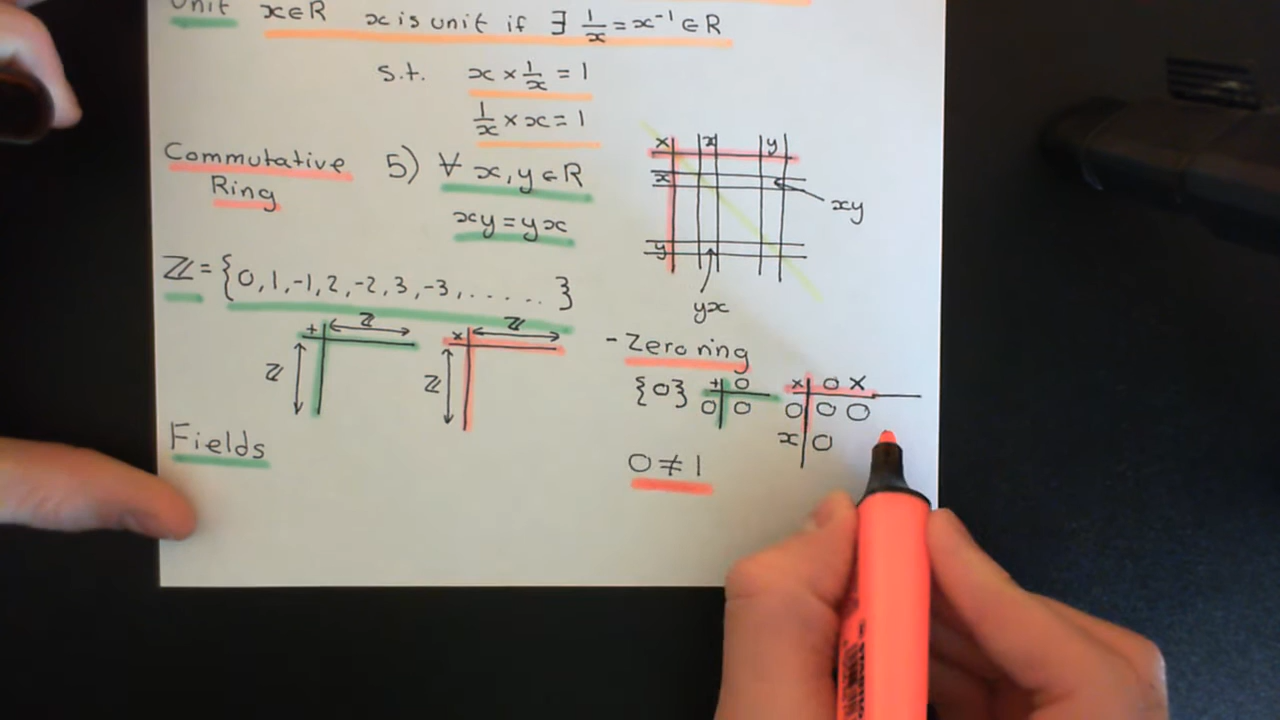 Unit x∈R x is unit if ∃ 1/x = x⁻¹ ∈ R
s.t. x × 1/x = 1
1/x × x = 1
Commutative Ring
5) ∀ x, y ∈ R
xy = yx
× x y
x
xy
y
yx
ℤ = {0, 1, -1, 2, -2, 3, -3, ...... }
+ ℤ
ℤ
× ℤ
ℤ
- Zero ring
{0}
+ 0
0 0
× 0 x
0 0 0
x 0
0 ≠ 1
Fields